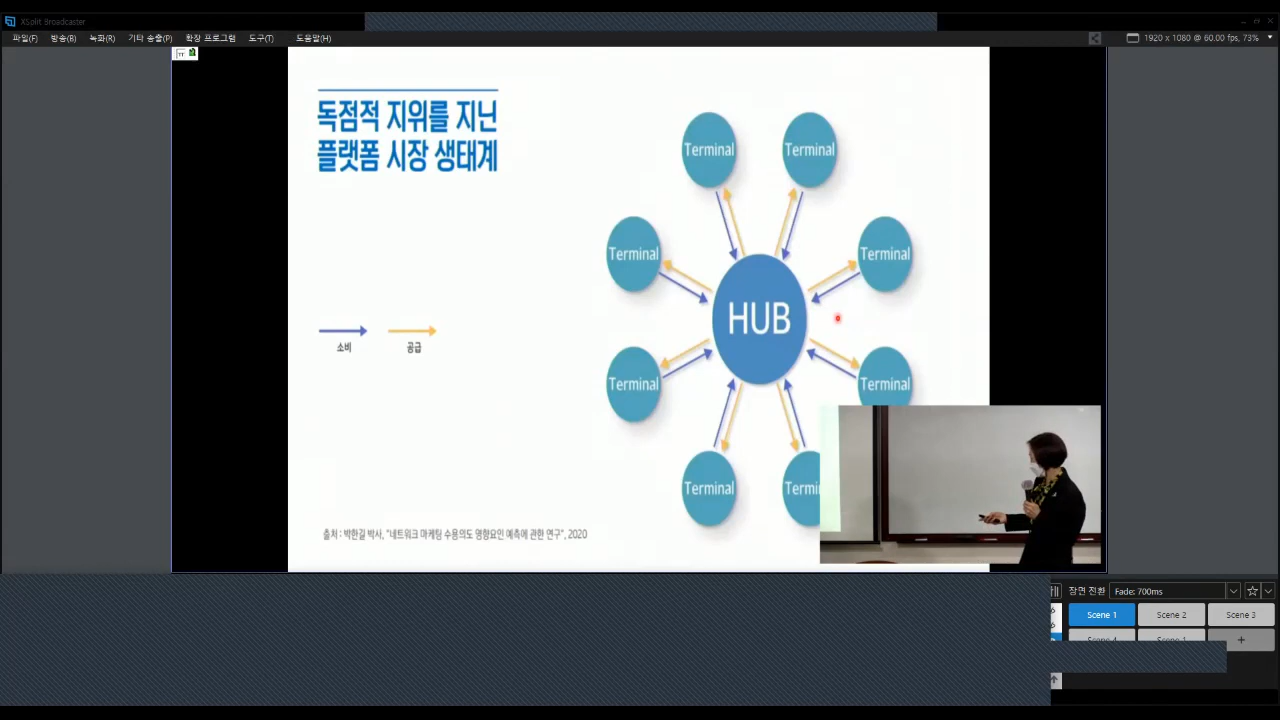 XSplit Broadcaster
파일(F) 방송(B) 녹화(R) 기타 송출(P) 확장 프로그램 도구(T) 도움말(H)
1920 x 1080 @ 60.00 fps, 73%
독점적 지위를 지닌
플랫폼 시장 생태계
Terminal Terminal
Terminal Terminal
HUB
소비 공급
Terminal Terminal
Terminal Termi
출처 : 박한길 박사, "네트워크 마케팅 수용의도 영향요인 예측에 관한 연구", 2020
장면 전환 Fade: 700ms
Scene 1 Scene 2 Scene 3
Scene 4 Scene 1 +